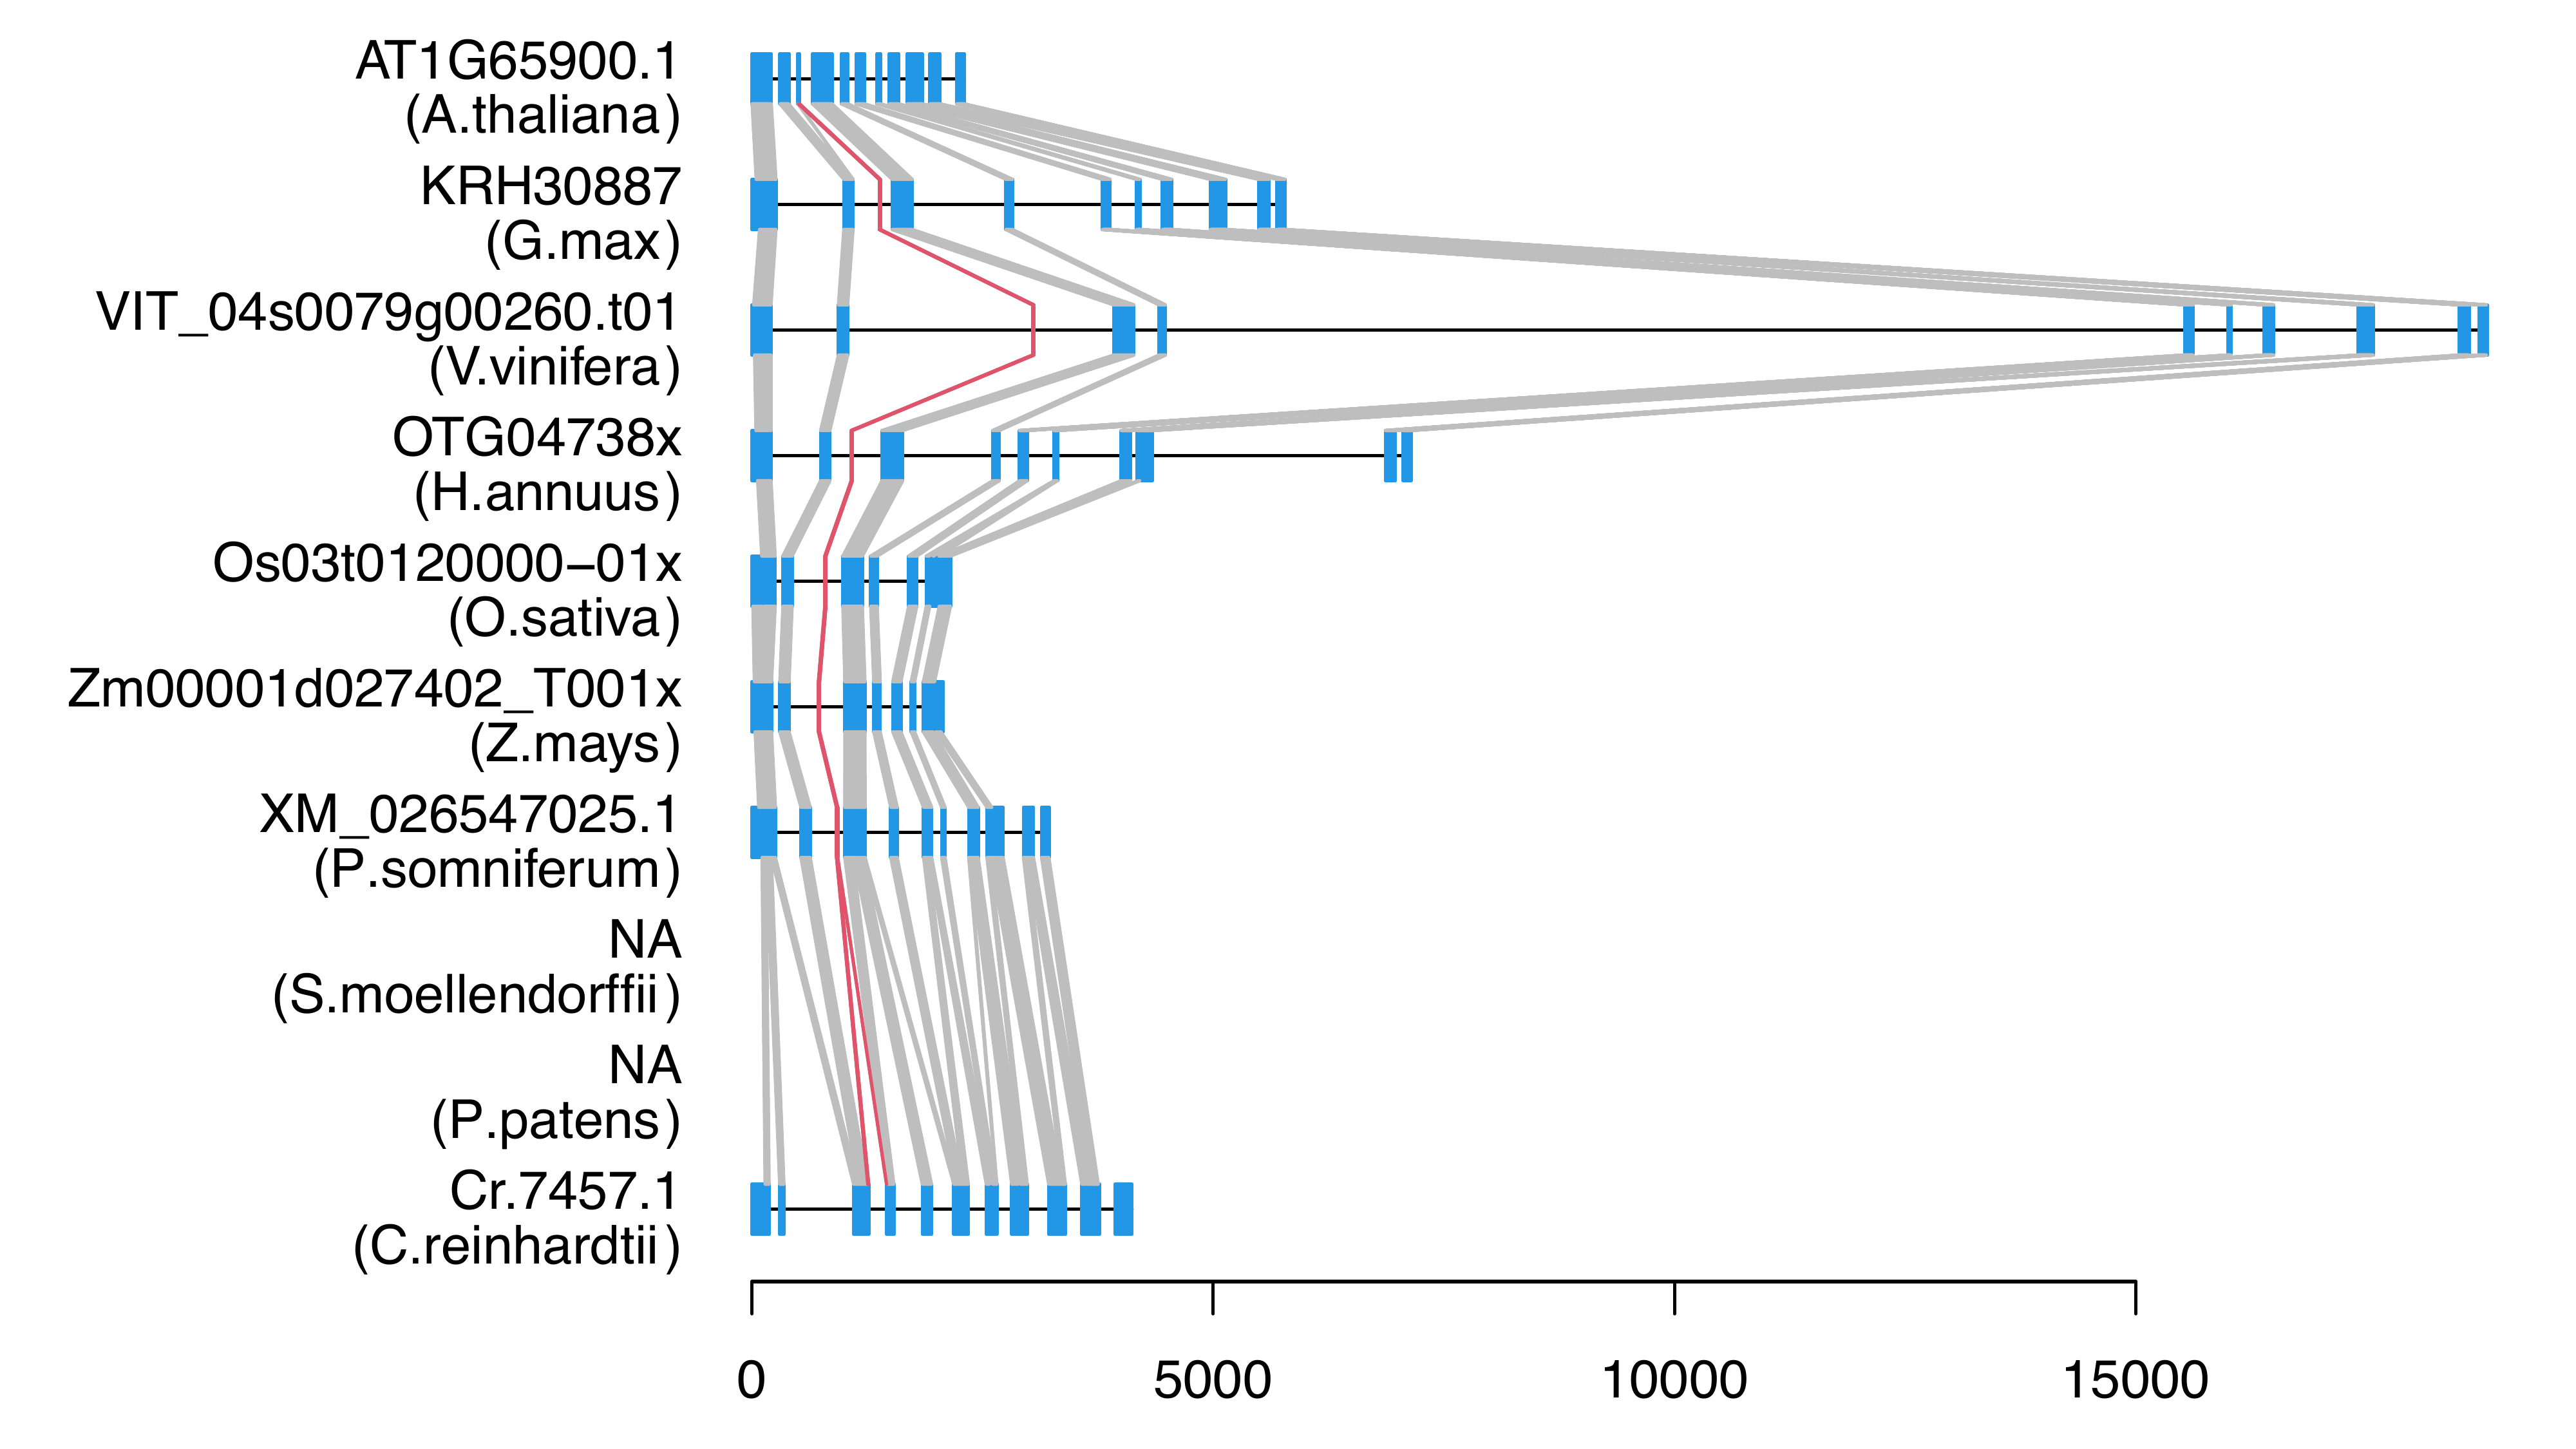 AT1G65900.1
(A.thaliana)
KRH30887
(G.max)
VIT_04s0079g00260.t01
(V.vinifera)
OTG04738x
(H.annuus)
Os03t0120000−01x
(O.sativa)
Zm00001d027402_T001x
(Z.mays)
XM_026547025.1
(P.somniferum)
NA
(S.moellendorffii)
NA
(P.patens)
Cr.7457.1
(C.reinhardtii)
0 5000 10000 15000